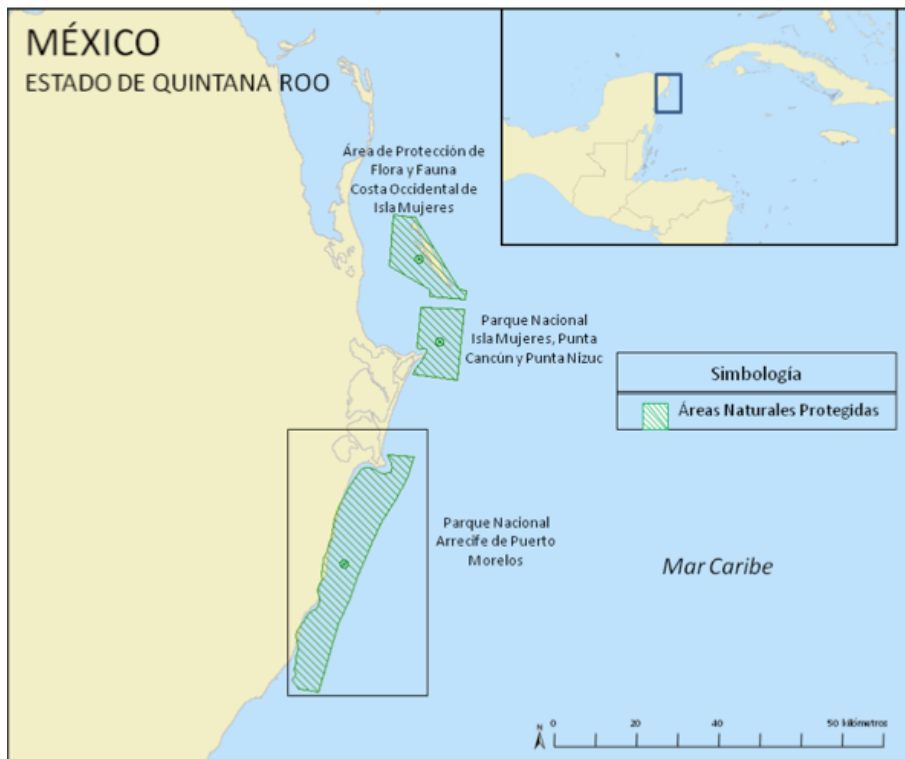 MÉXICO
ESTADO DE QUINTANA ROO
Área de Protección de
Flora y Fauna
Costa Occidental de
Isla Mujeres
Parque Nacional
Isla Mujeres, Punta
Cancún y Punta Nizuc
Simbología
Áreas Naturales Protegidas
Parque Nacional
Arrecife de Puerto
Morelos
Mar Caribe
N
0 20 40 50 kilómetros